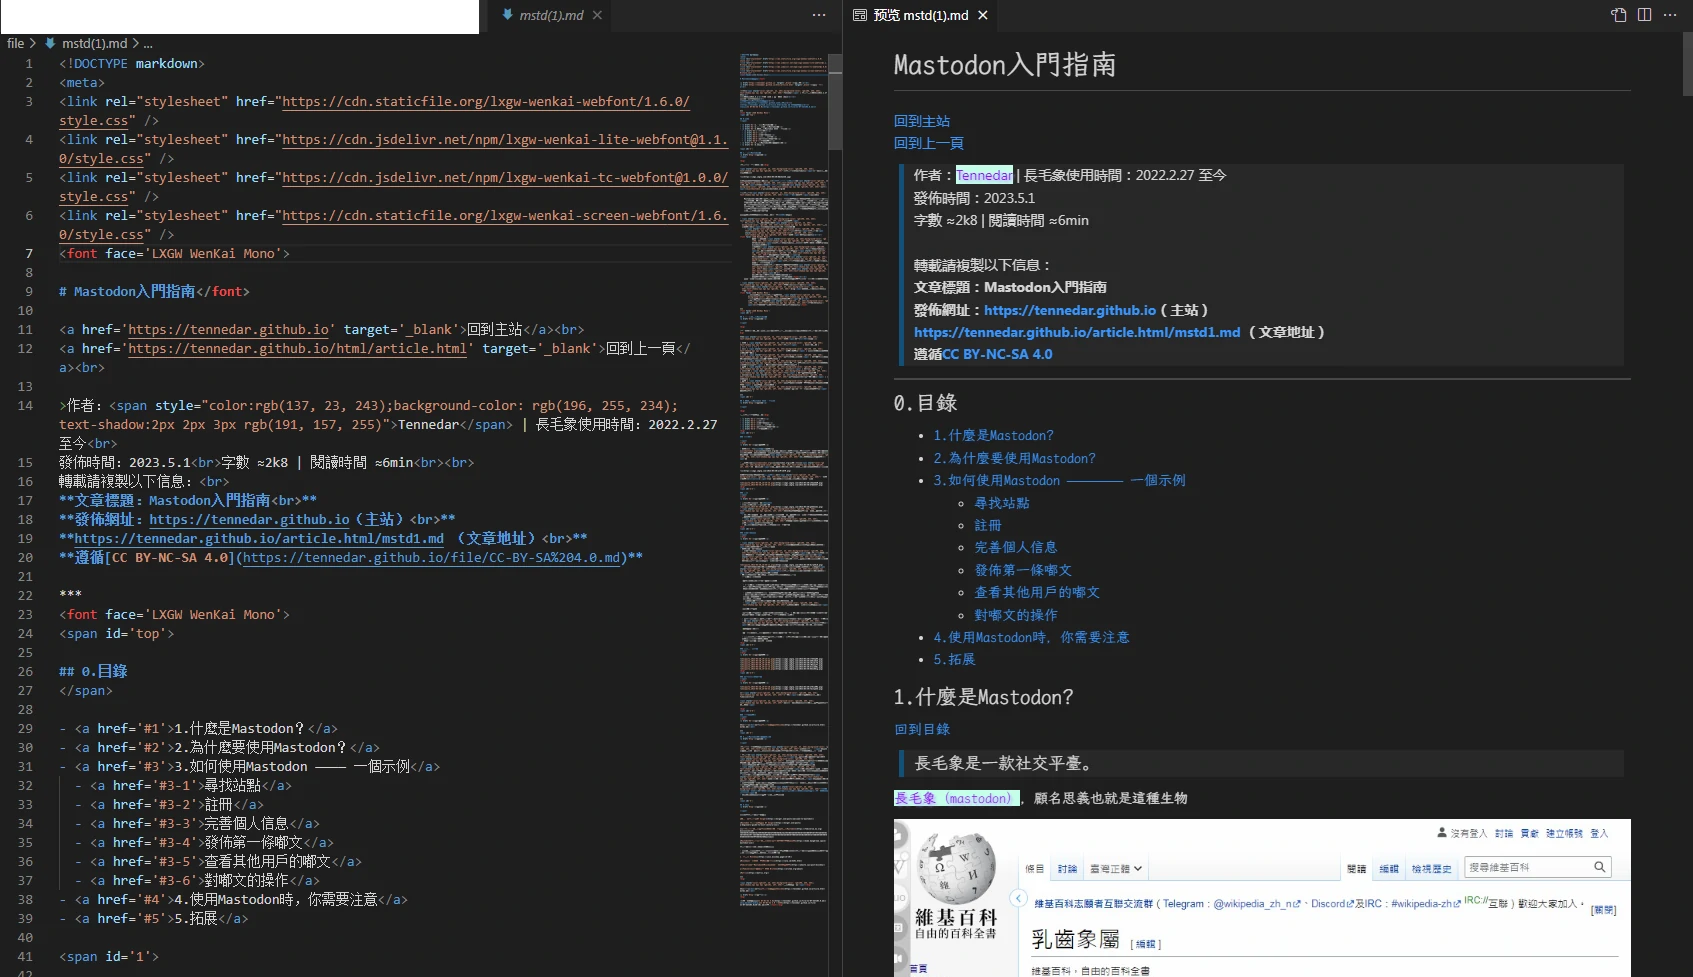 mstd(1).md
file > mstd(1).md > ...
1 <!DOCTYPE markdown>
2 <meta>
3 <link rel="stylesheet" href="https://cdn.staticfile.org/lxgw-wenkai-webfont/1.6.0/
style.css" />
4 <link rel="stylesheet" href="https://cdn.jsdelivr.net/npm/lxgw-wenkai-lite-webfont@1.1.
0/style.css" />
5 <link rel="stylesheet" href="https://cdn.jsdelivr.net/npm/lxgw-wenkai-tc-webfont@1.0.0/
style.css" />
6 <link rel="stylesheet" href="https://cdn.staticfile.org/lxgw-wenkai-screen-webfont/1.6.
0/style.css" />
7 <font face='LXGW WenKai Mono'>
8
9 # Mastodon入門指南</font>
10
11 <a href='https://tennedar.github.io' target='_blank'>回到主站</a><br>
12 <a href='https://tennedar.github.io/html/article.html' target='_blank'>回到上一頁</
a><br>
13
14 >作者：<span style="color:rgb(137, 23, 243);background-color: rgb(196, 255, 234);
text-shadow:2px 2px 3px rgb(191, 157, 255)">Tennedar</span> | 長毛象使用時間：2022.2.27
至今<br>
15 發佈時間：2023.5.1<br>字數 ≈2k8 | 閱讀時間 ≈6min<br><br>
16 轉載請複製以下信息：<br>
17 **文章標題：Mastodon入門指南<br>**
18 **發佈網址：https://tennedar.github.io（主站）<br>**
19 **https://tennedar.github.io/article.html/mstd1.md （文章地址）<br>**
20 **遵循[CC BY-NC-SA 4.0](https://tennedar.github.io/file/CC-BY-SA%204.0.md)**
21
22 ***
23 <font face='LXGW WenKai Mono'>
24 <span id='top'>
25
26 ## 0.目錄
27 </span>
28
29 - <a href='#1'>1.什麼是Mastodon？</a>
30 - <a href='#2'>2.為什麼要使用Mastodon？</a>
31 - <a href='#3'>3.如何使用Mastodon ———— 一個示例</a>
32 - <a href='#3-1'>尋找站點</a>
33 - <a href='#3-2'>註冊</a>
34 - <a href='#3-3'>完善個人信息</a>
35 - <a href='#3-4'>發佈第一條嘟文</a>
36 - <a href='#3-5'>查看其他用戶的嘟文</a>
37 - <a href='#3-6'>對嘟文的操作</a>
38 - <a href='#4'>4.使用Mastodon時，你需要注意</a>
39 - <a href='#5'>5.拓展</a>
40
41 <span id='1'>
42
预览 mstd(1).md
Mastodon入門指南
回到主站
回到上一頁
作者：Tennedar | 長毛象使用時間：2022.2.27 至今
發佈時間：2023.5.1
字數 ≈2k8 | 閱讀時間 ≈6min
轉載請複製以下信息：
文章標題：Mastodon入門指南
發佈網址：https://tennedar.github.io（主站）
https://tennedar.github.io/article.html/mstd1.md （文章地址）
遵循CC BY-NC-SA 4.0
0.目錄
1.什麼是Mastodon？
2.為什麼要使用Mastodon？
3.如何使用Mastodon ———— 一個示例
尋找站點
註冊
完善個人信息
發佈第一條嘟文
查看其他用戶的嘟文
對嘟文的操作
4.使用Mastodon時，你需要注意
5.拓展
1.什麼是Mastodon？
回到目錄
長毛象是一款社交平臺。
長毛象（mastodon），顧名思義也就是這種生物
沒有登入 討論 貢獻 建立帳號 登入
條目 討論 臺灣正體 閱讀 編輯 檢視歷史 搜尋維基百科
維基百科志願者互聯交流群（Telegram：@wikipedia_zh_n、Discord及IRC：#wikipedia-zh IRC://互聯）歡迎大家加入。 [關閉]
維基百科
自由的百科全書
乳齒象屬 [編輯]
維基百科，自由的百科全書
首頁